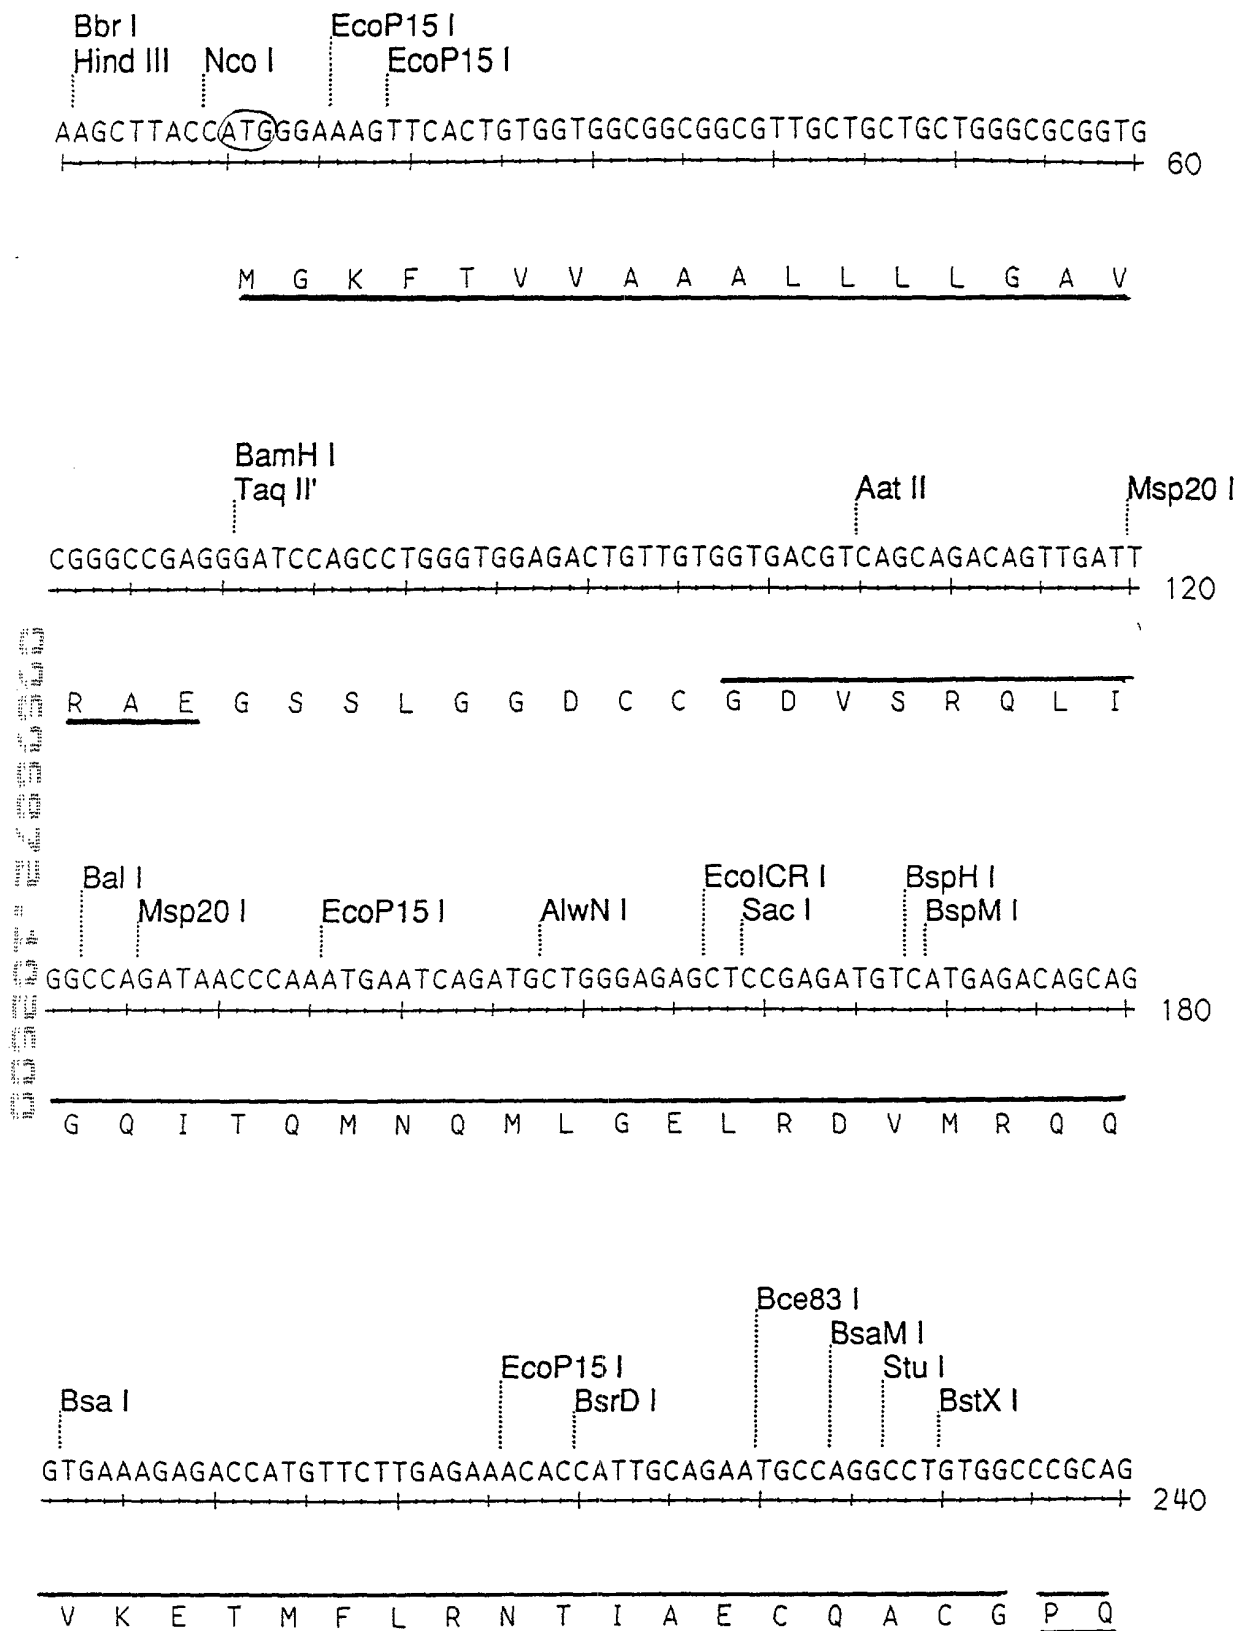 Bbr I EcoP15 I
Hind III Nco I EcoP15 I
AAGCTTACCATGGGAAAGTTCACTGTGGTGGCGGCGGCGTTGCTGCTGCTGGGCGCGGTG
60
M G K F T V V A A A L L L L G A V
BamH I
Taq II' Aat II Msp20 I
CGGGCCGAGGGATCCAGCCTGGGTGGAGACTGTTGTGGTGACGTCAGCAGACAGTTGATT
120
R A E G S S L G G D C C G D V S R Q L I
Bal I EcoICR I BspH I
Msp20 I EcoP15 I AlwN I Sac I BspM I
GGCCAGATAACCCAAATGAATCAGATGCTGGGAGAGCTCCGAGATGTCATGAGACAGCAG
180
G Q I T Q M N Q M L G E L R D V M R Q Q
Bce83 I
BsaM I
EcoP15 I Stu I
Bsa I BsrD I BstX I
GTGAAAGAGACCATGTTCTTGAGAAACACCATTGCAGAATGCCAGGCCTGTGGCCCGCAG
240
V K E T M F L R N T I A E C Q A C G P Q